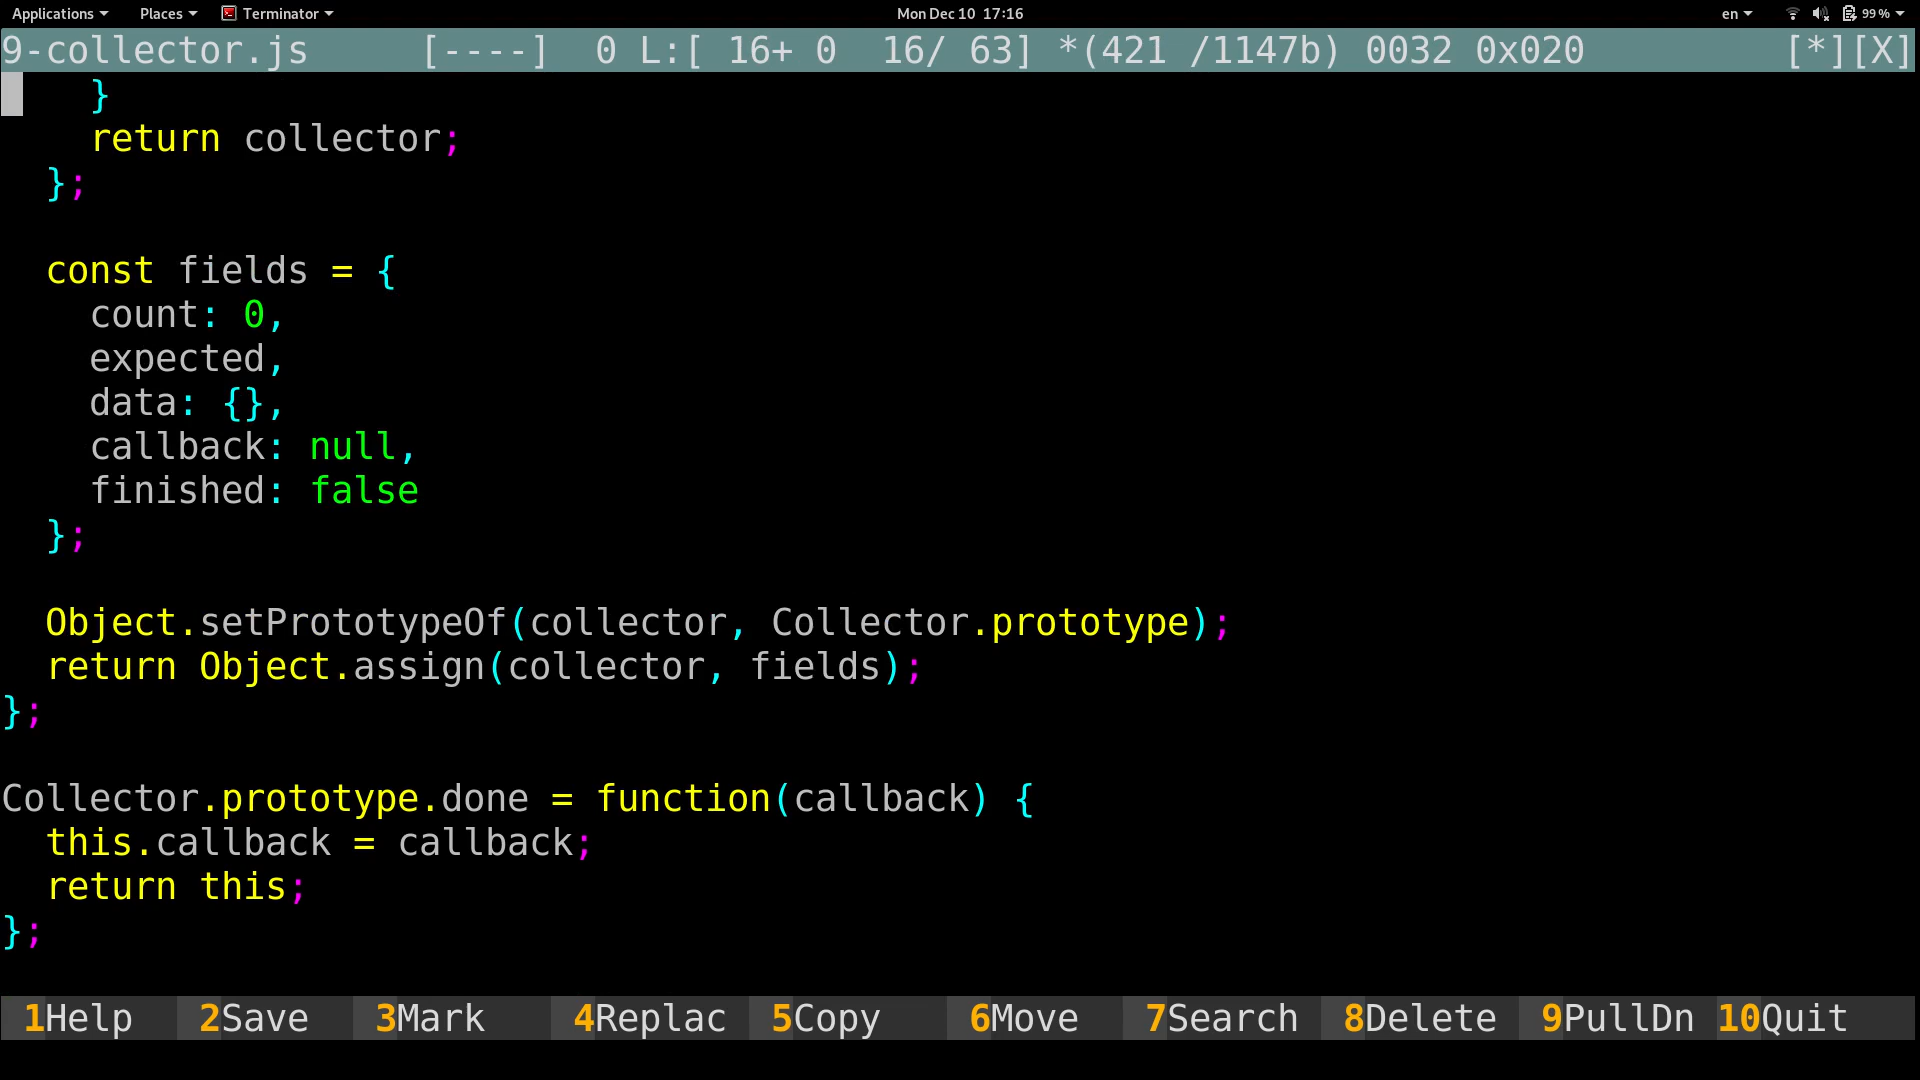 Applications Places Terminator Mon Dec 10 17:16 en 99%
9-collector.js [----] 0 L:[ 16+ 0 16/ 63] *(421 /1147b) 0032 0x020 [*][X]
    }
    return collector;
  };

  const fields = {
    count: 0,
    expected,
    data: {},
    callback: null,
    finished: false
  };

  Object.setPrototypeOf(collector, Collector.prototype);
  return Object.assign(collector, fields);
};

Collector.prototype.done = function(callback) {
  this.callback = callback;
  return this;
};
1Help 2Save 3Mark 4Replac 5Copy 6Move 7Search 8Delete 9PullDn 10Quit